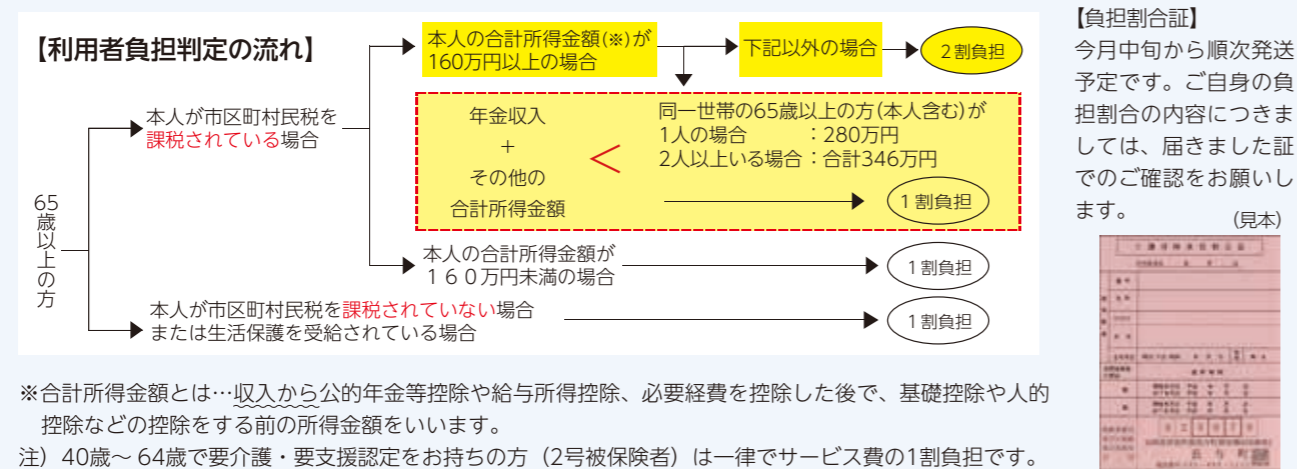 【利用者負担判定の流れ】
65歳以上の方
本人が市区町村民税を
課税されている場合
本人の合計所得金額(※)が
160万円以上の場合
下記以外の場合
2割負担
年金収入
+
その他の
合計所得金額
<
同一世帯の65歳以上の方(本人含む)が
1人の場合 :280万円
2人以上いる場合:合計346万円
1割負担
本人の合計所得金額が
160万円未満の場合
1割負担
本人が市区町村民税を課税されていない場合
または生活保護を受給されている場合
1割負担
※合計所得金額とは…収入から公的年金等控除や給与所得控除、必要経費を控除した後で、基礎控除や人的
控除などの控除をする前の所得金額をいいます。
注)40歳~64歳で要介護・要支援認定をお持ちの方(2号被保険者)は一律でサービス費の1割負担です。
【負担割合証】
今月中旬から順次発送
予定です。ご自身の負
担割合の内容につきま
しては、届きました証
でのご確認をお願いし
ます。
(見本)